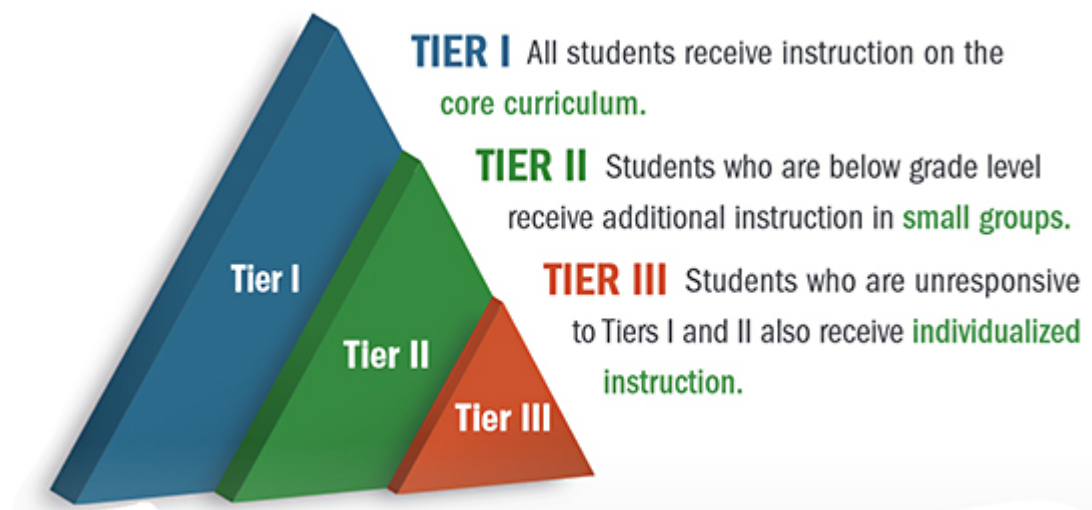 TIER I All students receive instruction on the
core curriculum.
TIER II Students who are below grade level
receive additional instruction in small groups.
TIER III Students who are unresponsive
to Tiers I and II also receive individualized
instruction.
Tier I
Tier II
Tier III